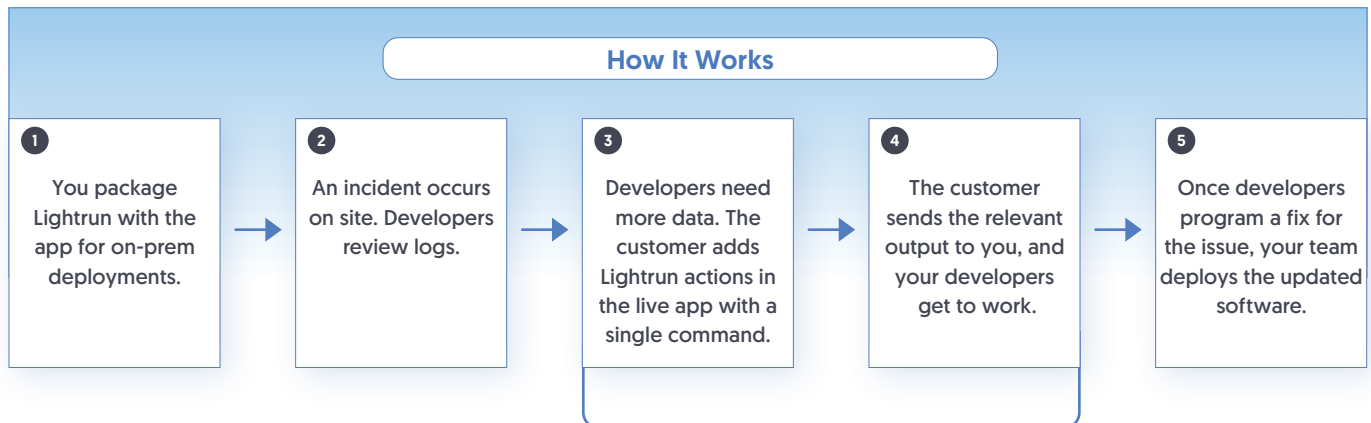 How It Works
1
You package
Lightrun with the
app for on-prem
deployments.
2
An incident occurs
on site. Developers
review logs.
3
Developers need
more data. The
customer adds
Lightrun actions in
the live app with a
single command.
4
The customer
sends the relevant
output to you, and
your developers
get to work.
5
Once developers
program a fix for
the issue, your team
deploys the updated
software.